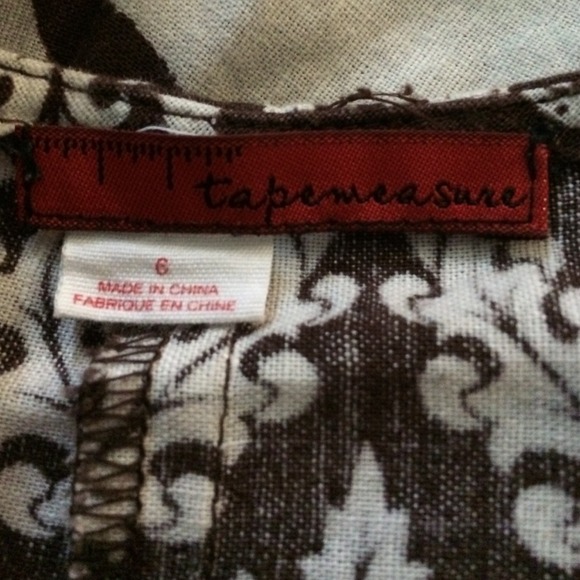 tapemeasure
6
MADE IN CHINA
FABRIQUE EN CHINE